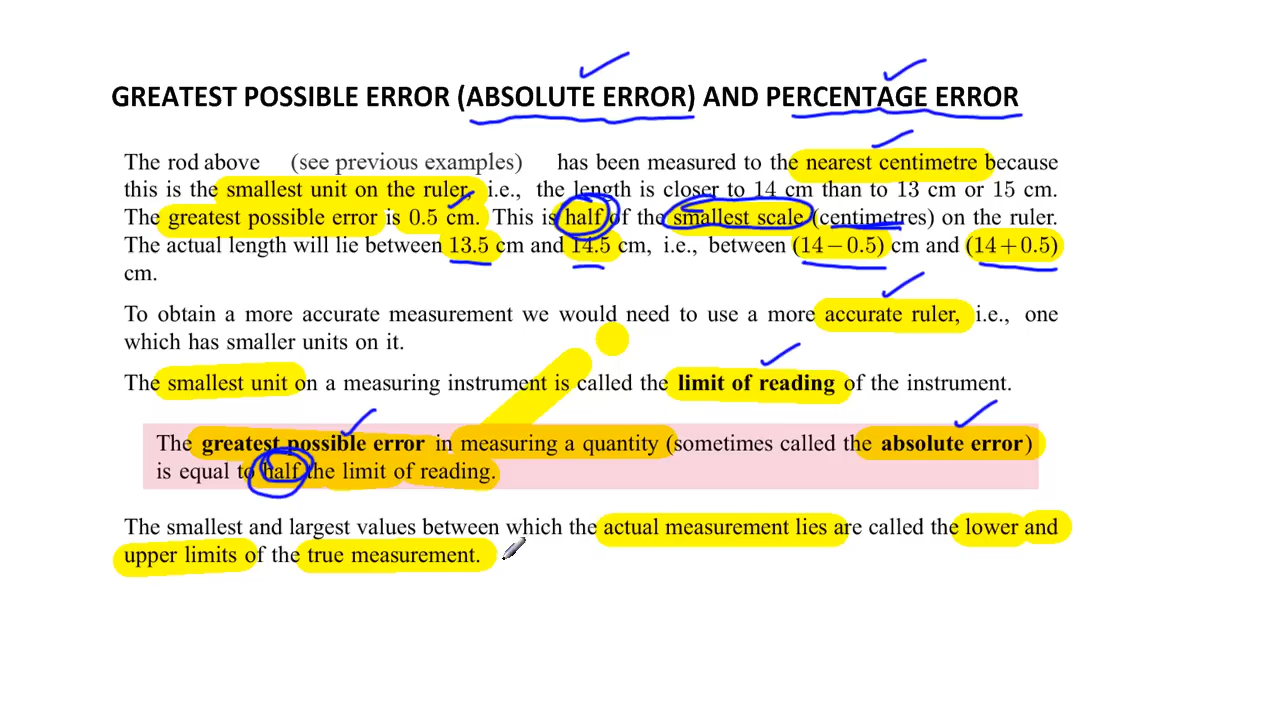 GREATEST POSSIBLE ERROR (ABSOLUTE ERROR) AND PERCENTAGE ERROR
The rod above (see previous examples) has been measured to the nearest centimetre because
this is the smallest unit on the ruler, i.e., the length is closer to 14 cm than to 13 cm or 15 cm.
The greatest possible error is 0.5 cm. This is half of the smallest scale (centimetres) on the ruler.
The actual length will lie between 13.5 cm and 14.5 cm, i.e., between (14 − 0.5) cm and (14 + 0.5)
cm.
To obtain a more accurate measurement we would need to use a more accurate ruler, i.e., one
which has smaller units on it.
The smallest unit on a measuring instrument is called the limit of reading of the instrument.
The greatest possible error in measuring a quantity (sometimes called the absolute error)
is equal to half the limit of reading.
The smallest and largest values between which the actual measurement lies are called the lower and
upper limits of the true measurement.